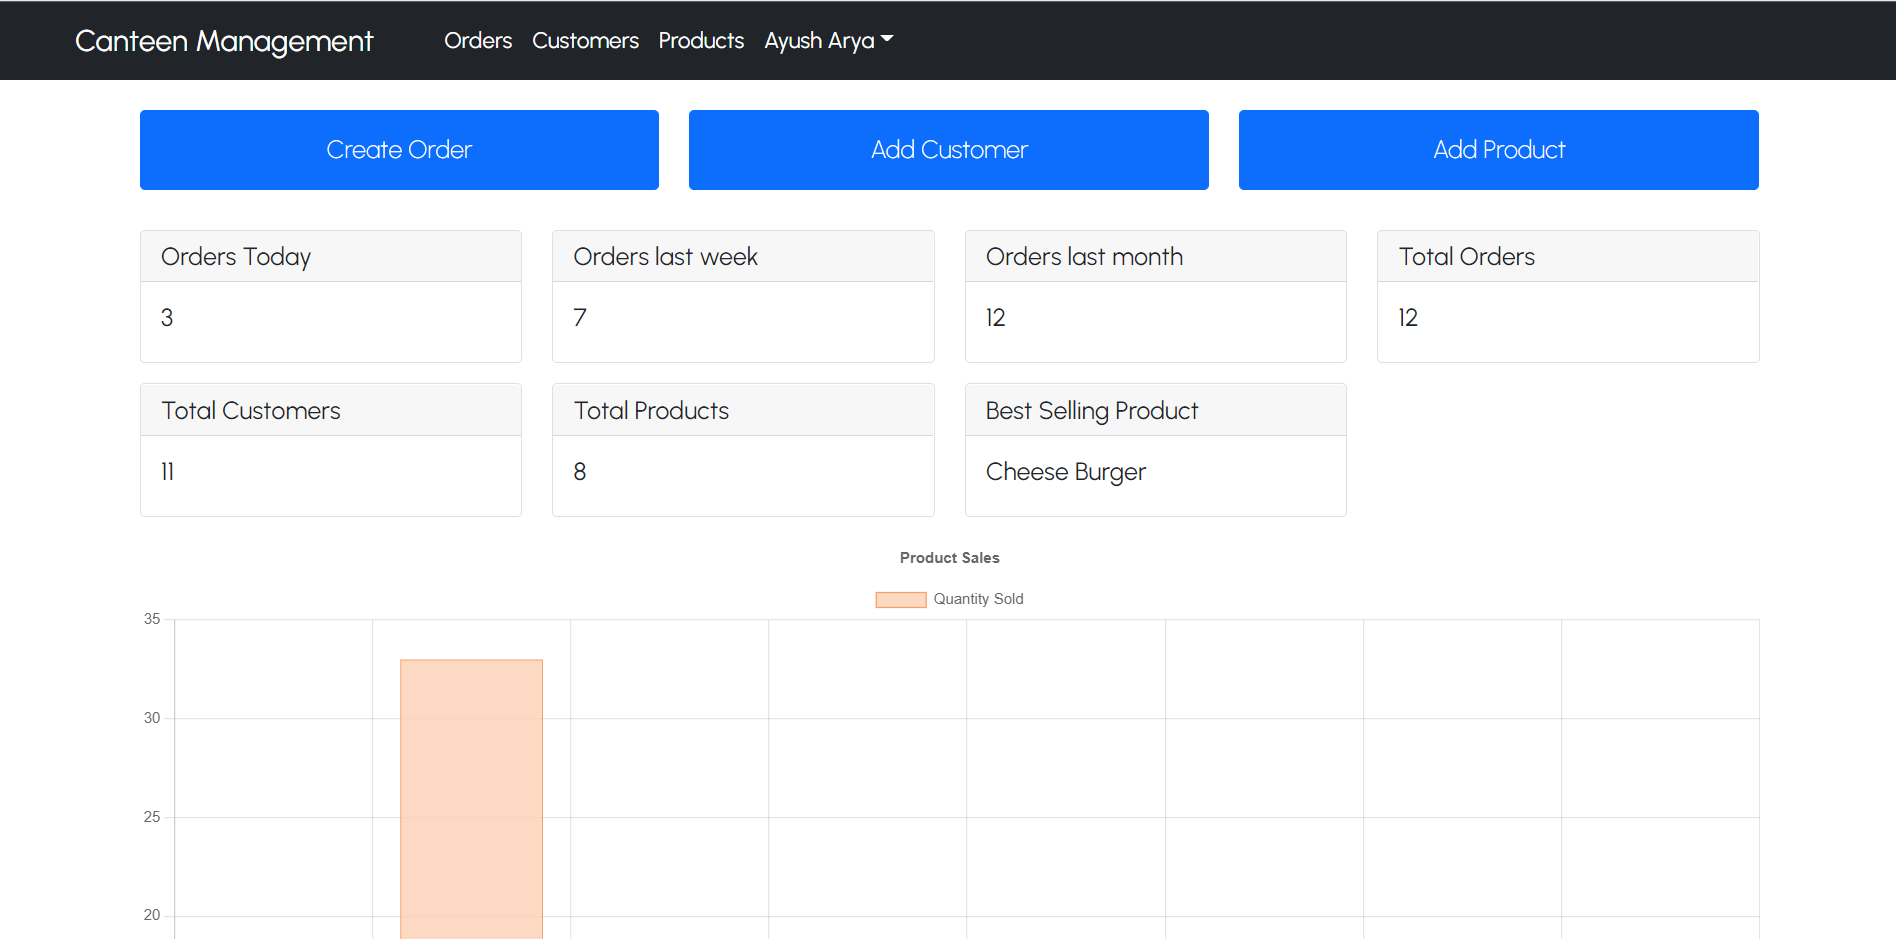 Canteen Management Orders Customers Products Ayush Arya
Create Order Add Customer Add Product
Orders Today Orders last week Orders last month Total Orders
3 7 12 12
Total Customers Total Products Best Selling Product
11 8 Cheese Burger
Product Sales
Quantity Sold
35
30
25
20